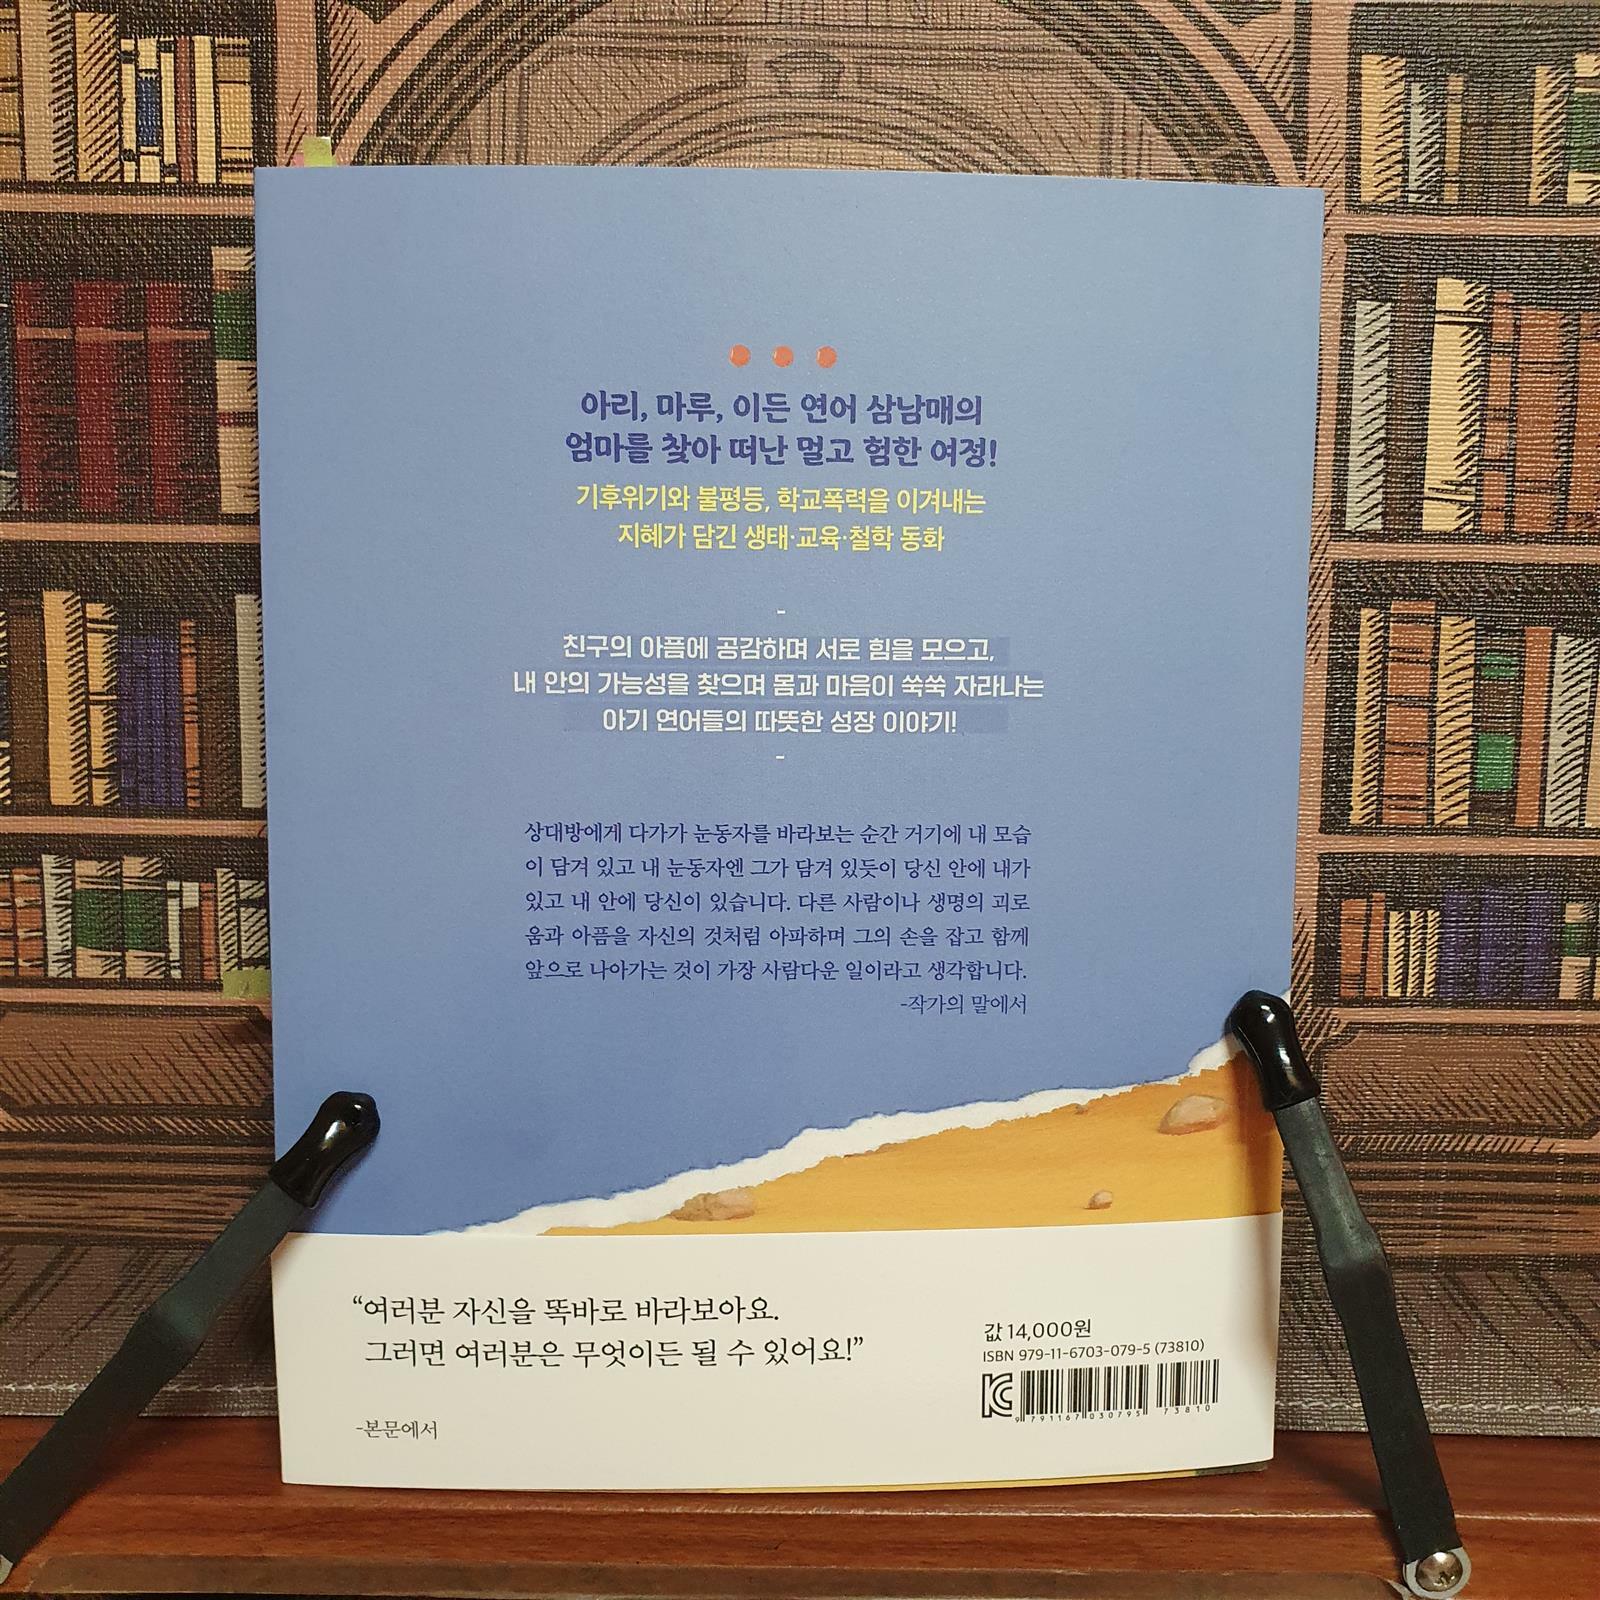 아리, 마루, 이든 연어 삼남매의
엄마를 찾아 떠난 멀고 험한 여정!
기후위기와 불평등, 학교폭력을 이겨내는
지혜가 담긴 생태·교육·철학 동화
-
친구의 아픔에 공감하며 서로 힘을 모으고,
내 안의 가능성을 찾으며 몸과 마음이 쑥쑥 자라나는
아기 연어들의 따뜻한 성장 이야기!
-
상대방에게 다가가 눈동자를 바라보는 순간 거기에 내 모습
이 담겨 있고 내 눈동자엔 그가 담겨 있듯이 당신 안에 내가
있고 내 안에 당신이 있습니다. 다른 사람이나 생명의 괴로
움과 아픔을 자신의 것처럼 아파하며 그의 손을 잡고 함께
앞으로 나아가는 것이 가장 사람다운 일이라고 생각합니다.
-작가의 말에서
“여러분 자신을 똑바로 바라보아요.
그러면 여러분은 무엇이든 될 수 있어요!”
-본문에서
값 14,000원
ISBN 979-11-6703-079-5 (73810)
9 791167 030795 73810